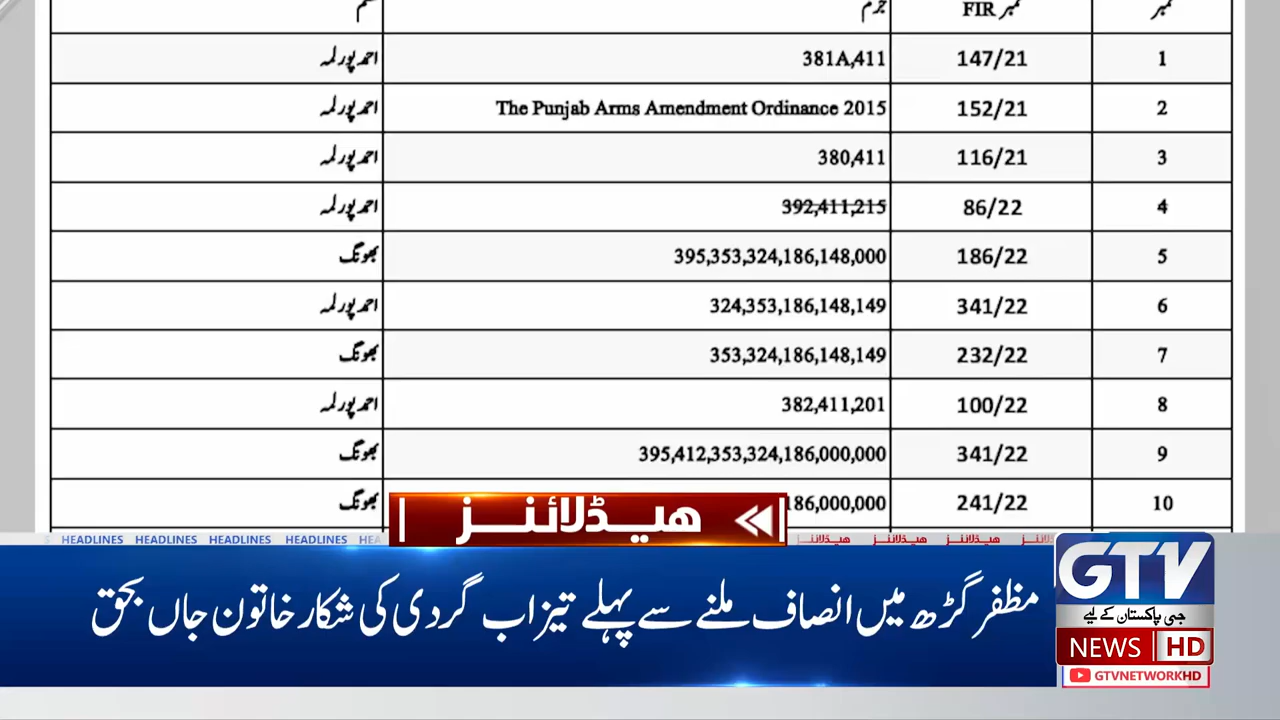 نمبر FIR نمبر جرم
1 147/21 381A,411 احمد پور لمہ
2 152/21 The Punjab Arms Amendment Ordinance 2015 احمد پور لمہ
3 116/21 380,411 احمد پور لمہ
4 86/22 392,411,215 احمد پور لمہ
5 186/22 395,353,324,186,148,000 بھونگ
6 341/22 324,353,186,148,149 احمد پور لمہ
7 232/22 353,324,186,148,149 بھونگ
8 100/22 382,411,201 احمد پور لمہ
9 341/22 395,412,353,324,186,000,000 بھونگ
10 241/22 186,000,000 بھونگ
ھیڈلائنز
HEADLINES HEADLINES HEADLINES HEADLINES HEA ھیڈلائنز ھیڈلائنز ھیڈلائنز
مظفر گڑھ میں انصاف ملنے سے پہلے تیزاب گردی کی شکار خاتون جاں بحق
GTV
جی پاکستان کے لیے
NEWS HD
GTVNETWORKHD